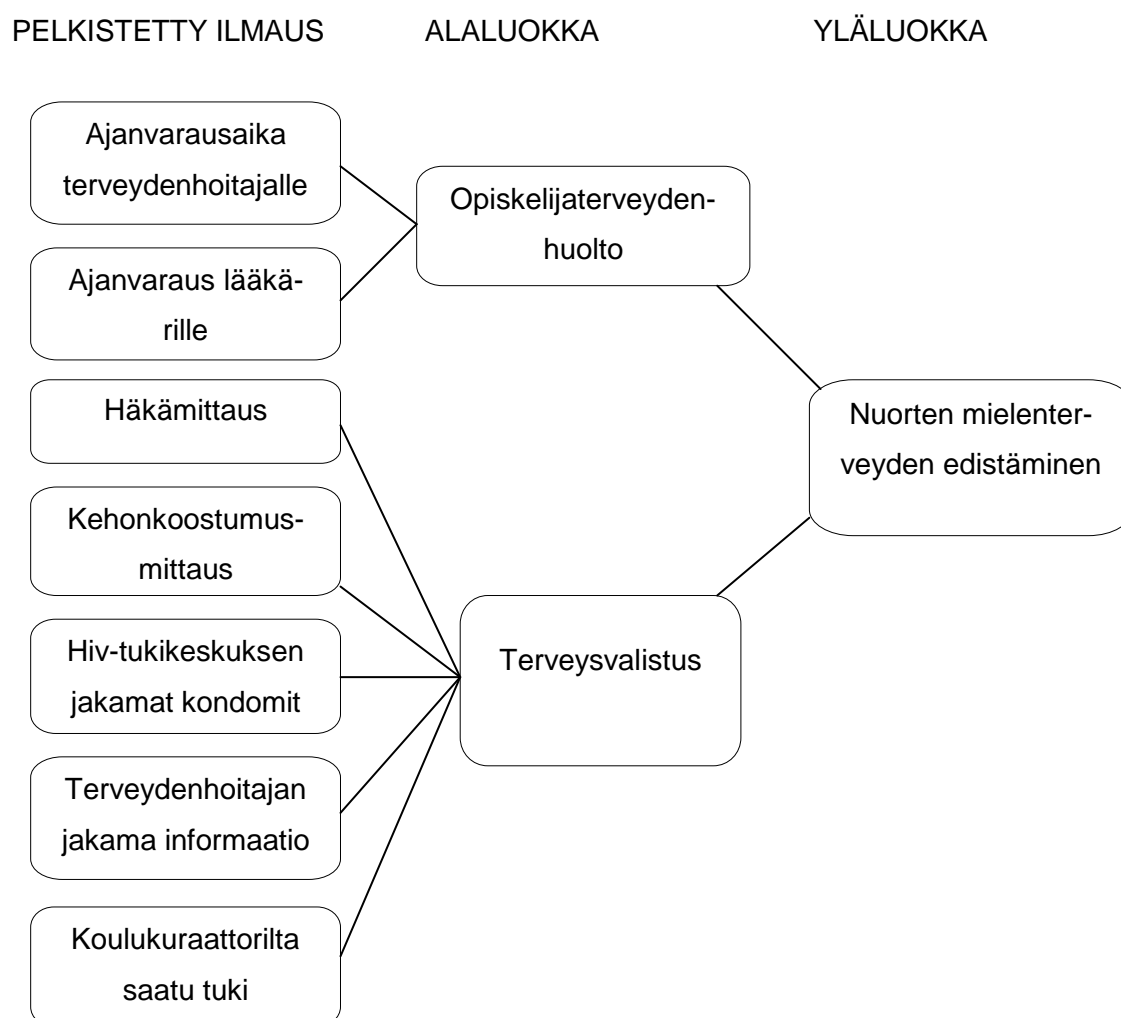 PELKISTETTY ILMAUS ALALUOKKA YLÄLUOKKA
Ajanvarausaika
terveydenhoitajalle
Ajanvaraus lääkä-
rille
Häkämittaus
Kehonkoostumus-
mittaus
Hiv-tukikeskuksen
jakamat kondomit
Terveydenhoitajan
jakama informaatio
Koulukuraattorilta
saatu tuki
Opiskelijaterveyden-
huolto
Terveysvalistus
Nuorten mielenter-
veyden edistäminen